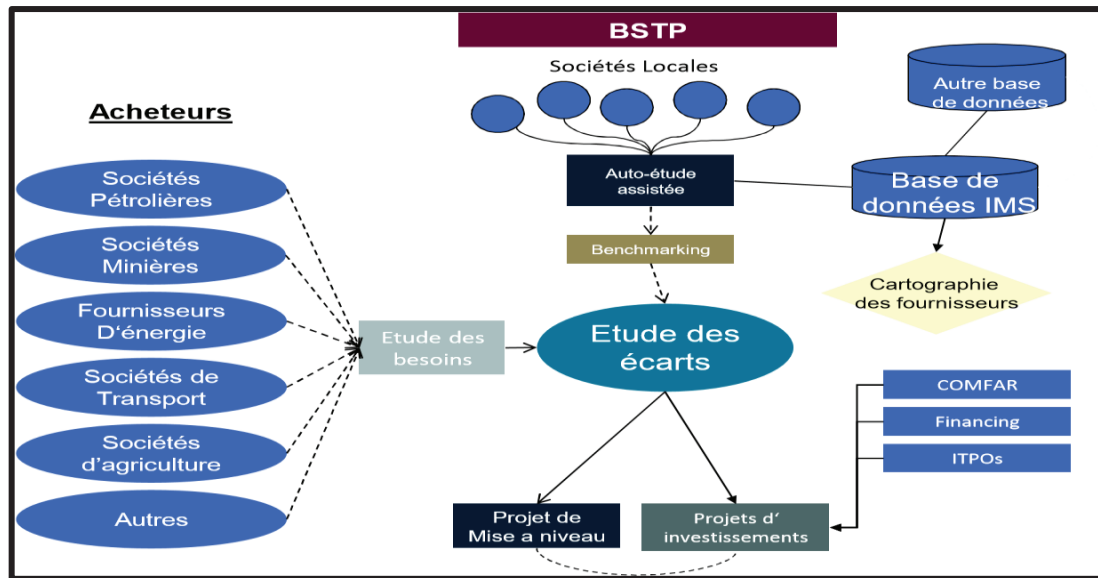 BSTP
Sociétés Locales
Autre base
de données
Acheteurs
Sociétés
Pétrolières
Auto-étude
assistée
Base de
données IMS
Sociétés
Minières
Benchmarking
Cartographie
des fournisseurs
Fournisseurs
D‘énergie
Etude des
besoins
Etude des
écarts
Sociétés de
Transport
COMFAR
Financing
ITPOs
Sociétés
d’agriculture
Autres
Projet de
Mise a niveau
Projets d‘
investissements